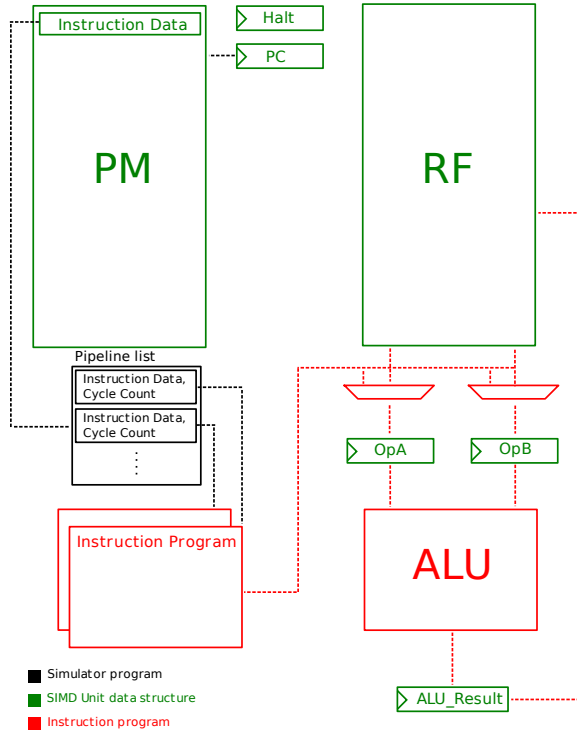 Instruction Data
Halt
PC
PM
RF
Pipeline list
Instruction Data,
Cycle Count
Instruction Data,
Cycle Count
OpA
OpB
Instruction Program
ALU
Simulator program
SIMD Unit data structure
Instruction program
ALU_Result